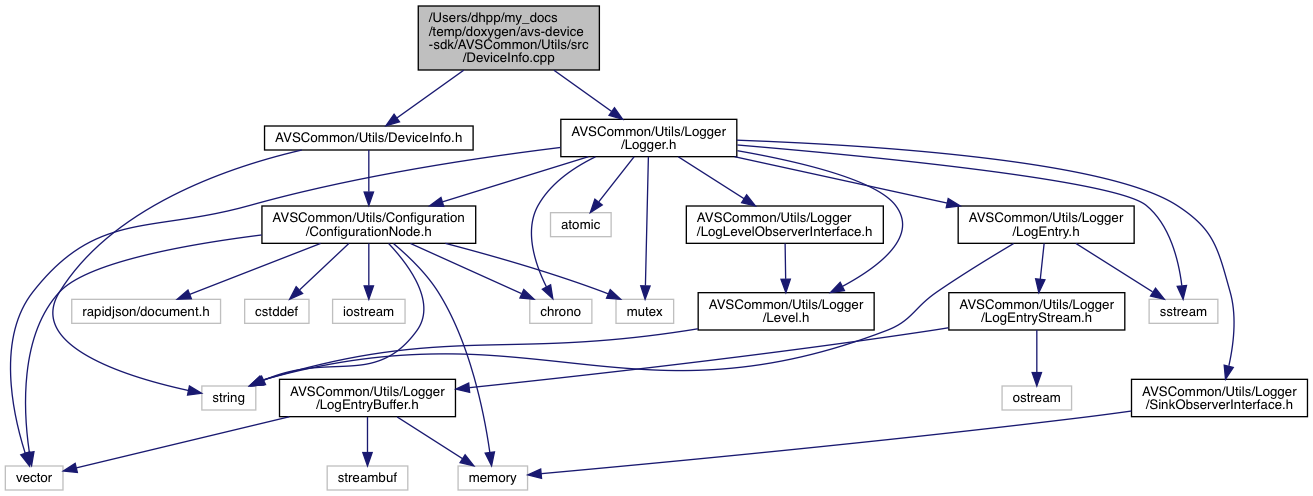 /Users/dhpp/my_docs
/temp/doxygen/avs-device
-sdk/AVSCommon/Utils/src
/DeviceInfo.cpp
AVSCommon/Utils/DeviceInfo.h
AVSCommon/Utils/Logger
/Logger.h
AVSCommon/Utils/Configuration
/ConfigurationNode.h
atomic
AVSCommon/Utils/Logger
/LogLevelObserverInterface.h
AVSCommon/Utils/Logger
/LogEntry.h
rapidjson/document.h
cstddef
iostream
chrono
mutex
AVSCommon/Utils/Logger
/Level.h
AVSCommon/Utils/Logger
/LogEntryStream.h
sstream
string
AVSCommon/Utils/Logger
/LogEntryBuffer.h
ostream
AVSCommon/Utils/Logger
/SinkObserverInterface.h
vector
streambuf
memory